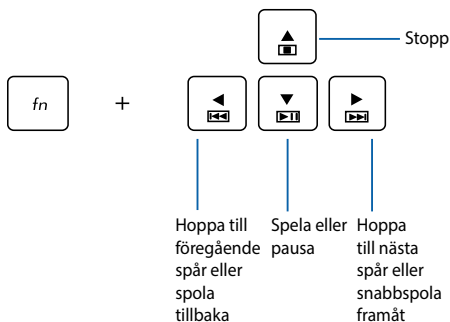 Stopp
fn +
Hoppa till
föregående
spår eller
spola
tillbaka
Spela eller
pausa
Hoppa
till nästa
spår eller
snabbspola
framåt